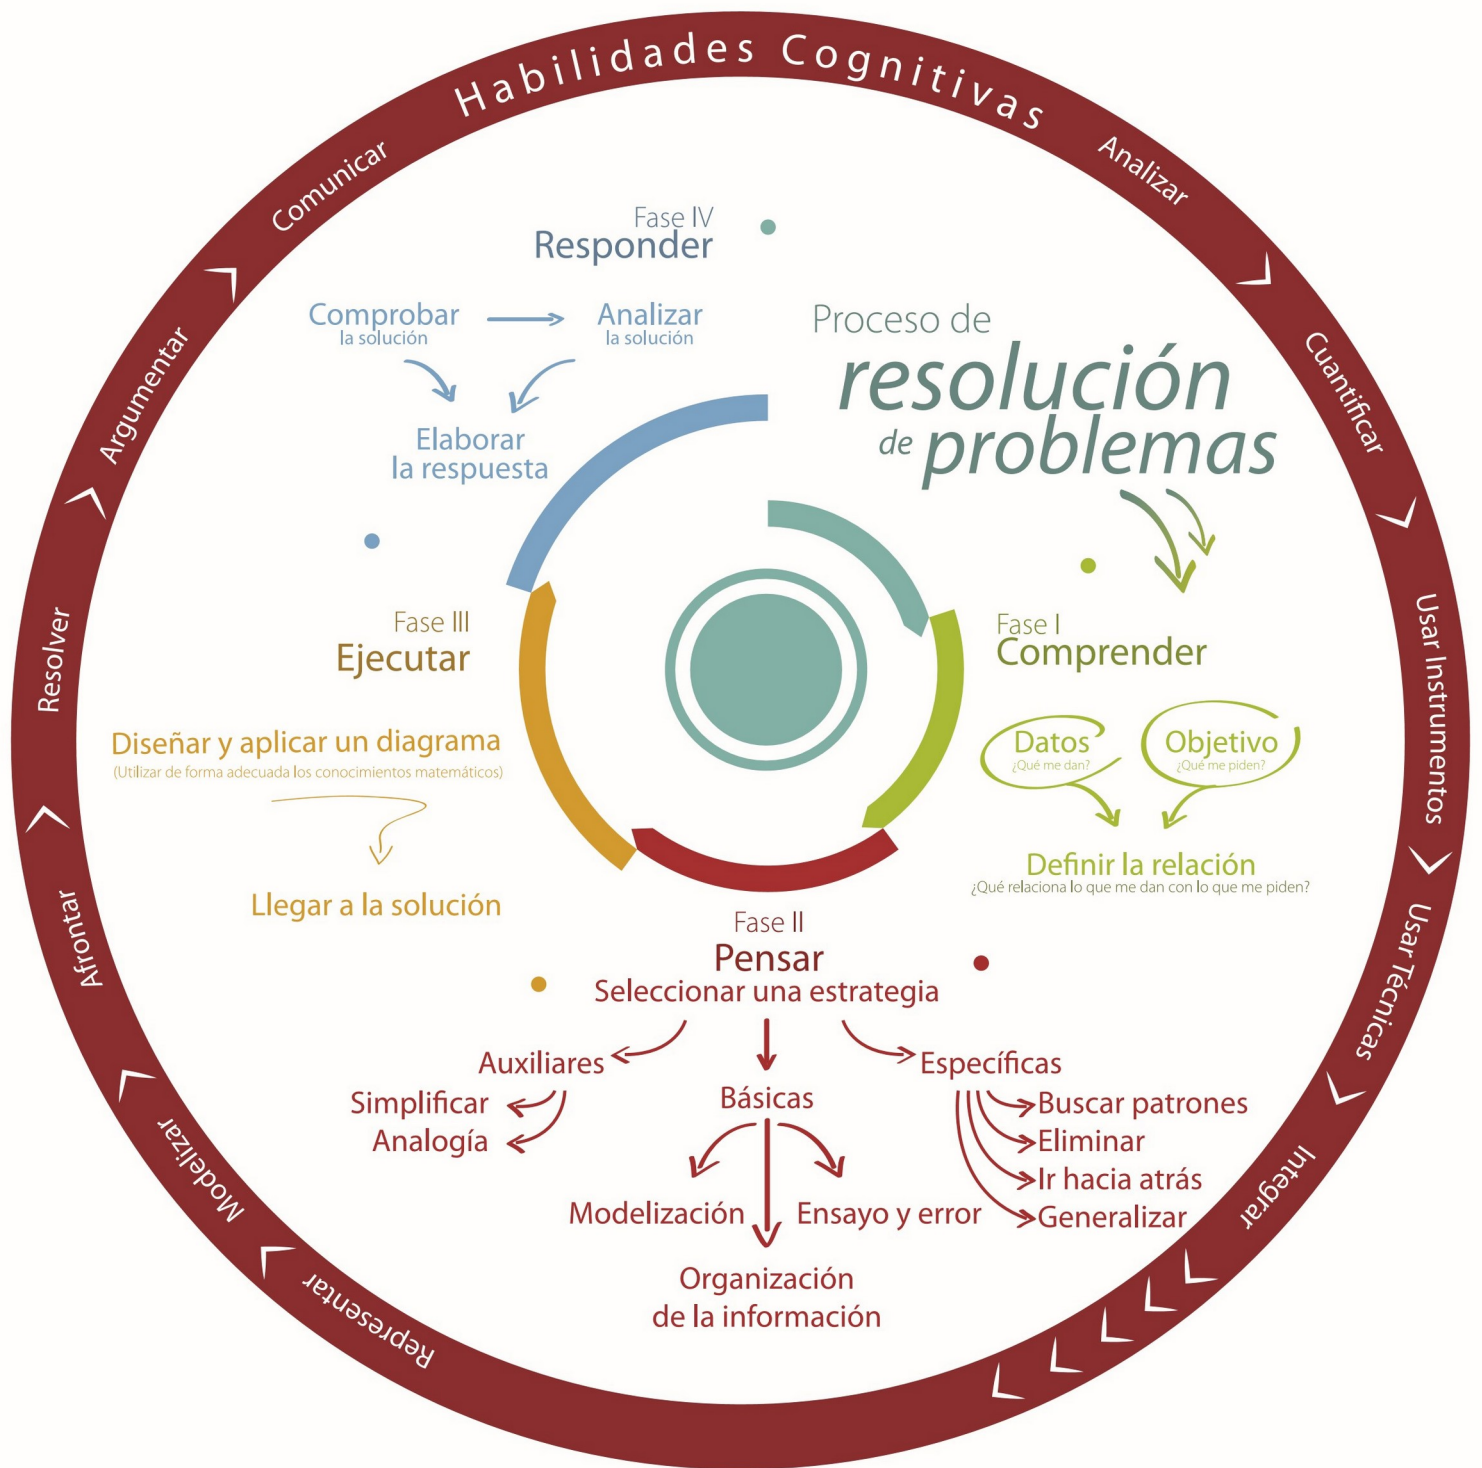 Habilidades Cognitivas
Analizar
Cuantificar
Usar Instrumentos
Usar Técnicas
Integrar
Representar
Modelizar
Afrontar
Resolver
Argumentar
Comunicar
Proceso de
resolución
de problemas
Fase I
Comprender
Datos
¿Qué me dan?
Objetivo
¿Qué me piden?
Definir la relación
¿Qué relaciona lo que me dan con lo que me piden?
Fase II
Pensar
Seleccionar una estrategia
Auxiliares
Simplificar
Analogía
Básicas
Modelización
Ensayo y error
Organización
de la información
Específicas
Buscar patrones
Eliminar
Ir hacia atrás
Generalizar
Fase III
Ejecutar
Diseñar y aplicar un diagrama
(Utilizar de forma adecuada los conocimientos matemáticos)
Llegar a la solución
Fase IV
Responder
Comprobar
la solución
Analizar
la solución
Elaborar
la respuesta